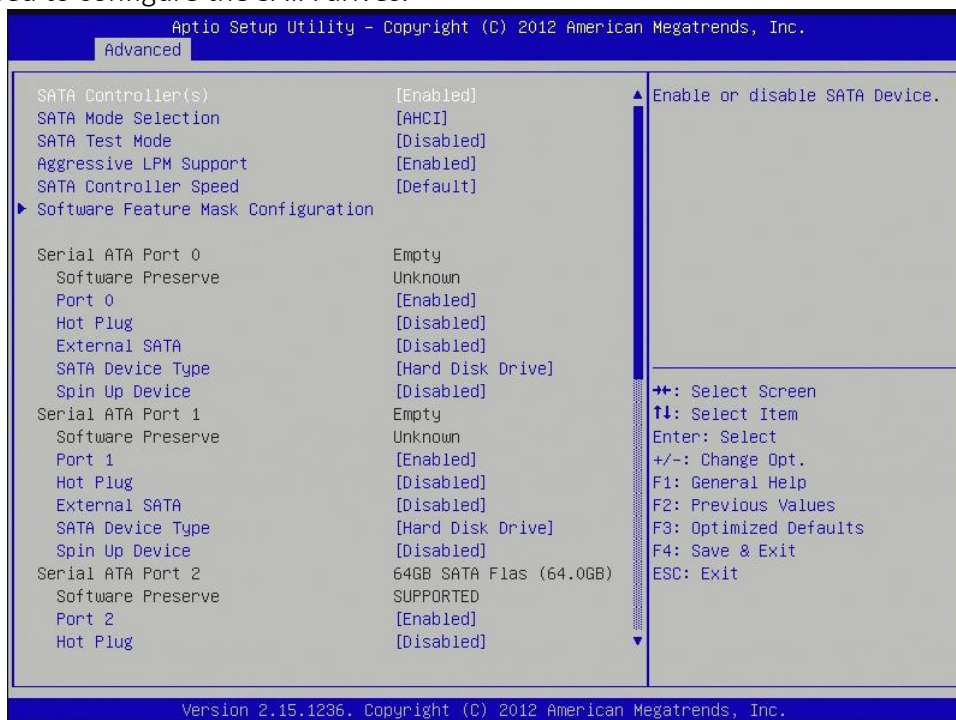 ed to configure the SATA drives.
Aptio Setup Utility – Copyright (C) 2012 American Megatrends, Inc.
Advanced
SATA Controller(s) [Enabled]
SATA Mode Selection [AHCI]
SATA Test Mode [Disabled]
Aggressive LPM Support [Enabled]
SATA Controller Speed [Default]
Software Feature Mask Configuration
Serial ATA Port 0 Empty
Software Preserve Unknown
Port 0 [Enabled]
Hot Plug [Disabled]
External SATA [Disabled]
SATA Device Type [Hard Disk Drive]
Spin Up Device [Disabled]
Serial ATA Port 1 Empty
Software Preserve Unknown
Port 1 [Enabled]
Hot Plug [Disabled]
External SATA [Disabled]
SATA Device Type [Hard Disk Drive]
Spin Up Device [Disabled]
Serial ATA Port 2 64GB SATA Flas (64.0GB)
Software Preserve SUPPORTED
Port 2 [Enabled]
Hot Plug [Disabled]
Enable or disable SATA Device.
→←: Select Screen
↑↓: Select Item
Enter: Select
+/-: Change Opt.
F1: General Help
F2: Previous Values
F3: Optimized Defaults
F4: Save & Exit
ESC: Exit
Version 2.15.1236. Copyright (C) 2012 American Megatrends, Inc.